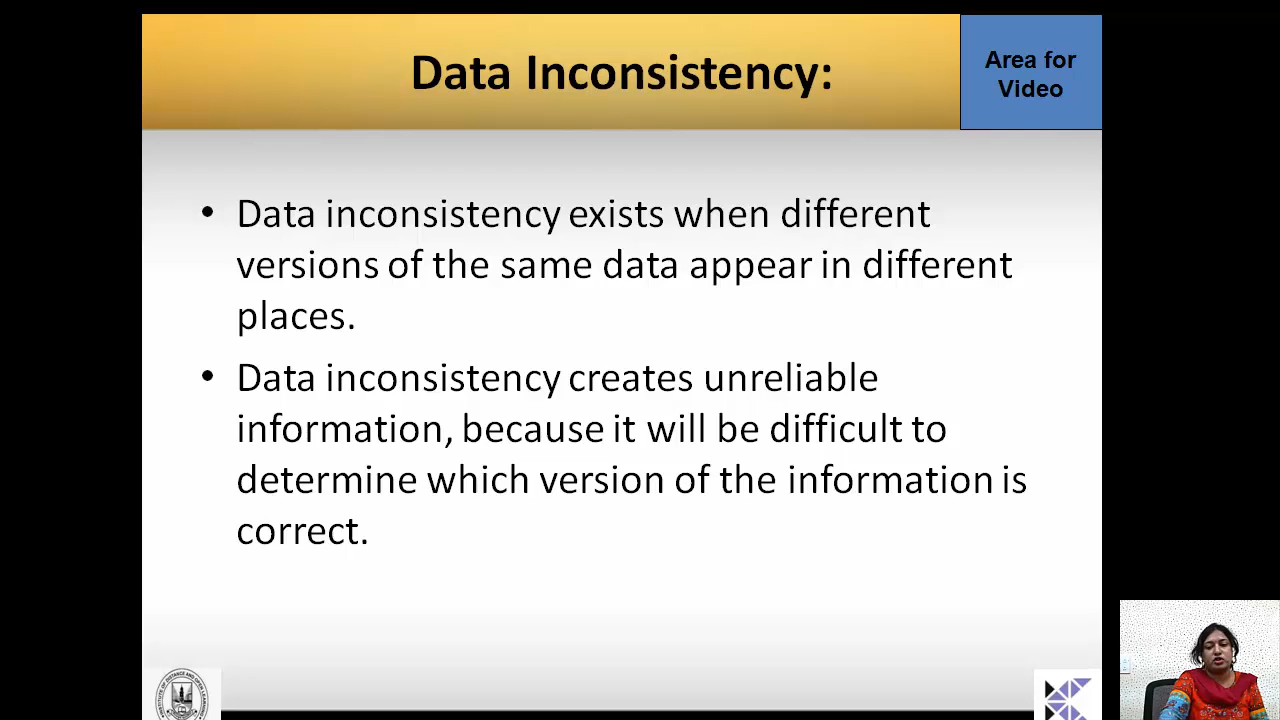 Data Inconsistency:
Area for
Video
• Data inconsistency exists when different
versions of the same data appear in different
places.
• Data inconsistency creates unreliable
information, because it will be difficult to
determine which version of the information is
correct.